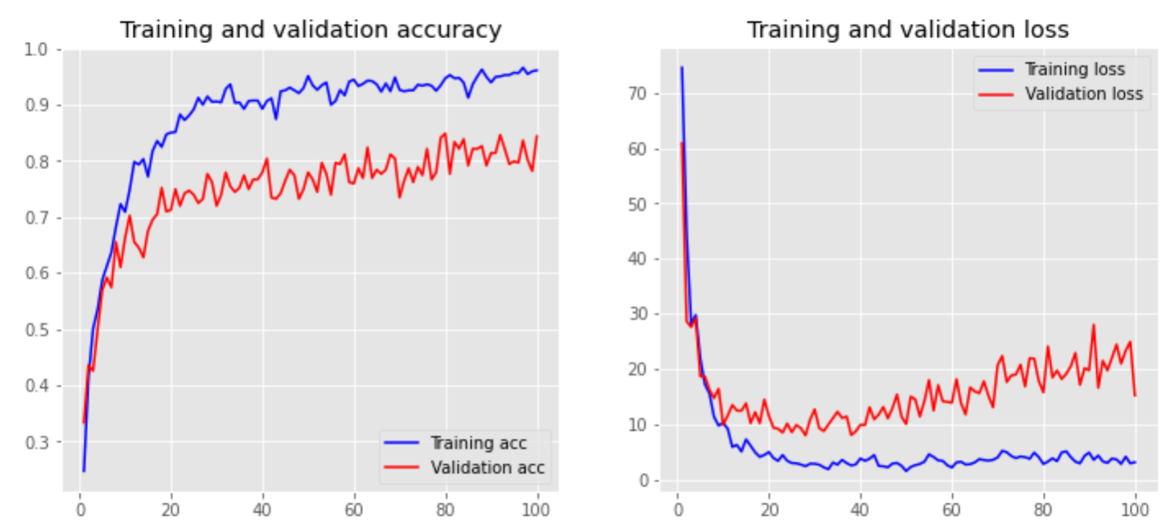 Training and validation accuracy
1.0
0.9
0.8
0.7
0.6
0.5
0.4
0.3
Training acc
Validation acc
0 20 40 60 80 100
Training and validation loss
Training loss
Validation loss
70
60
50
40
30
20
10
0
0 20 40 60 80 100